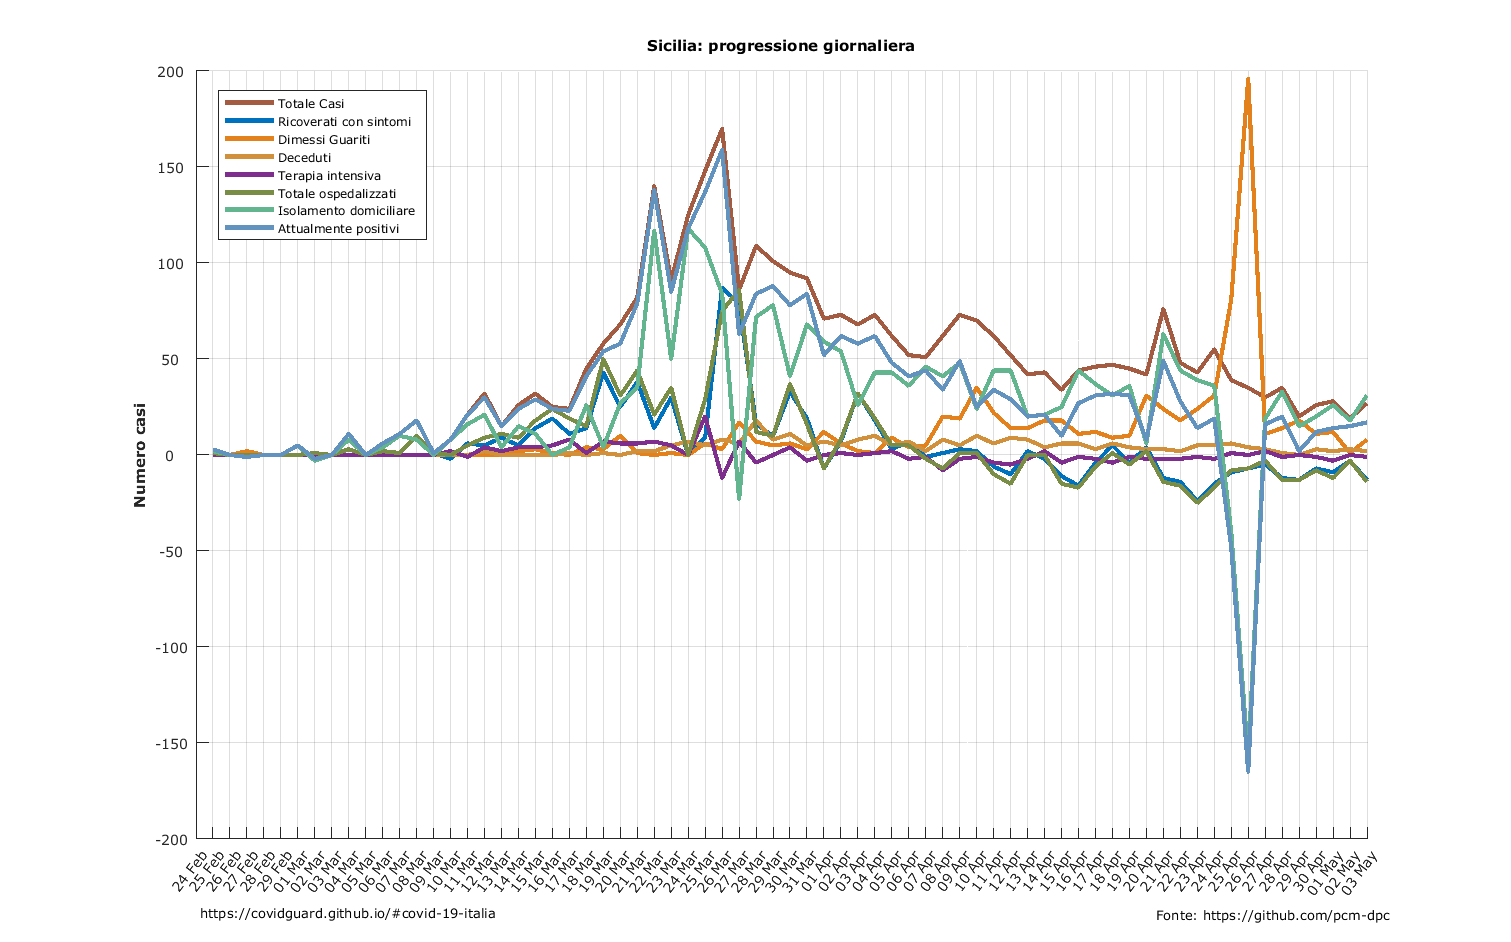 Sicilia: progressione giornaliera
200
150
100
50
0
-50
-100
-150
-200
Numero casi
Totale Casi
Ricoverati con sintomi
Dimessi Guariti
Deceduti
Terapia intensiva
Totale ospedalizzati
Isolamento domiciliare
Attualmente positivi
24 Feb
25 Feb
26 Feb
27 Feb
28 Feb
29 Feb
01 Mar
02 Mar
03 Mar
04 Mar
05 Mar
06 Mar
07 Mar
08 Mar
09 Mar
10 Mar
11 Mar
12 Mar
13 Mar
14 Mar
15 Mar
16 Mar
17 Mar
18 Mar
19 Mar
20 Mar
21 Mar
22 Mar
23 Mar
24 Mar
25 Mar
26 Mar
27 Mar
28 Mar
29 Mar
30 Mar
31 Mar
01 Apr
02 Apr
03 Apr
04 Apr
05 Apr
06 Apr
07 Apr
08 Apr
09 Apr
10 Apr
11 Apr
12 Apr
13 Apr
14 Apr
15 Apr
16 Apr
17 Apr
18 Apr
19 Apr
20 Apr
21 Apr
22 Apr
23 Apr
24 Apr
25 Apr
26 Apr
27 Apr
28 Apr
29 Apr
30 Apr
01 May
02 May
03 May
https://covidguard.github.io/#covid-19-italia
Fonte: https://github.com/pcm-dpc